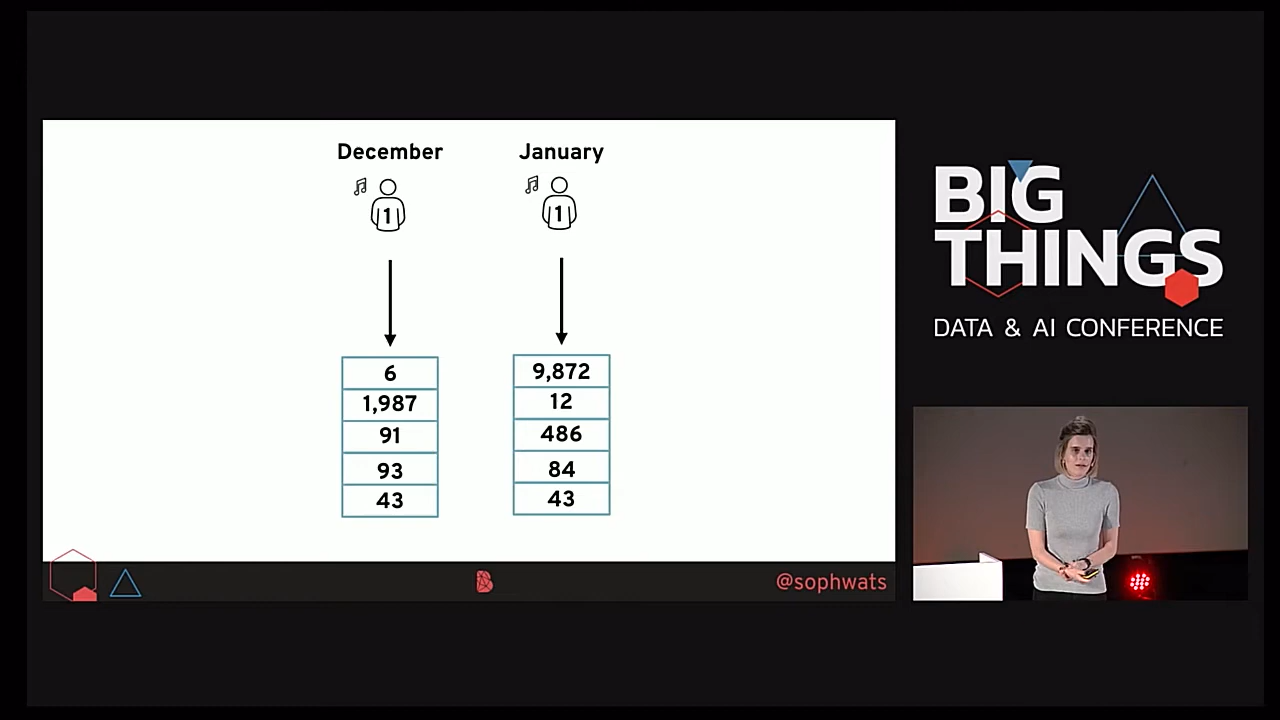 December
January
1
1
6
1,987
91
93
43
9,872
12
486
84
43
@sophwats
BIG
THINGS
DATA & AI CONFERENCE